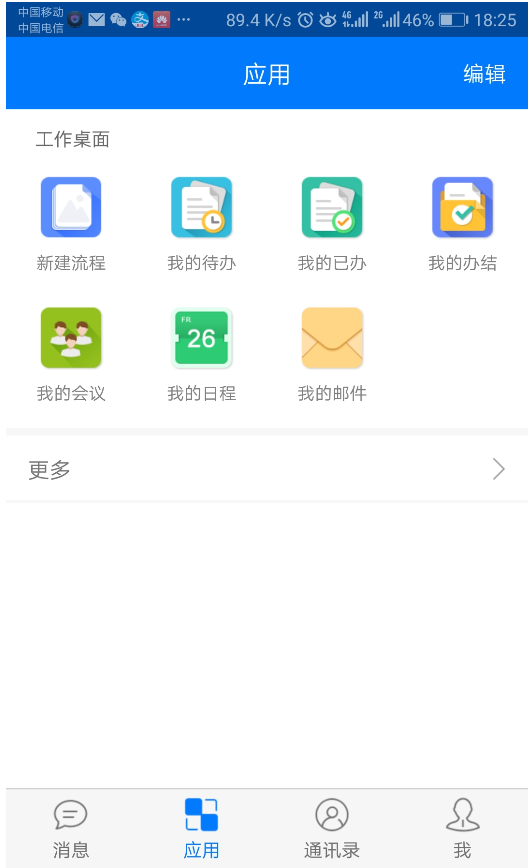 中国移动
中国电信
89.4 K/s 4G 2G 46% 18:25
应用 编辑
工作桌面
新建流程 我的待办 我的已办 我的办结
FR
26
我的会议 我的日程 我的邮件
更多
消息 应用 通讯录 我